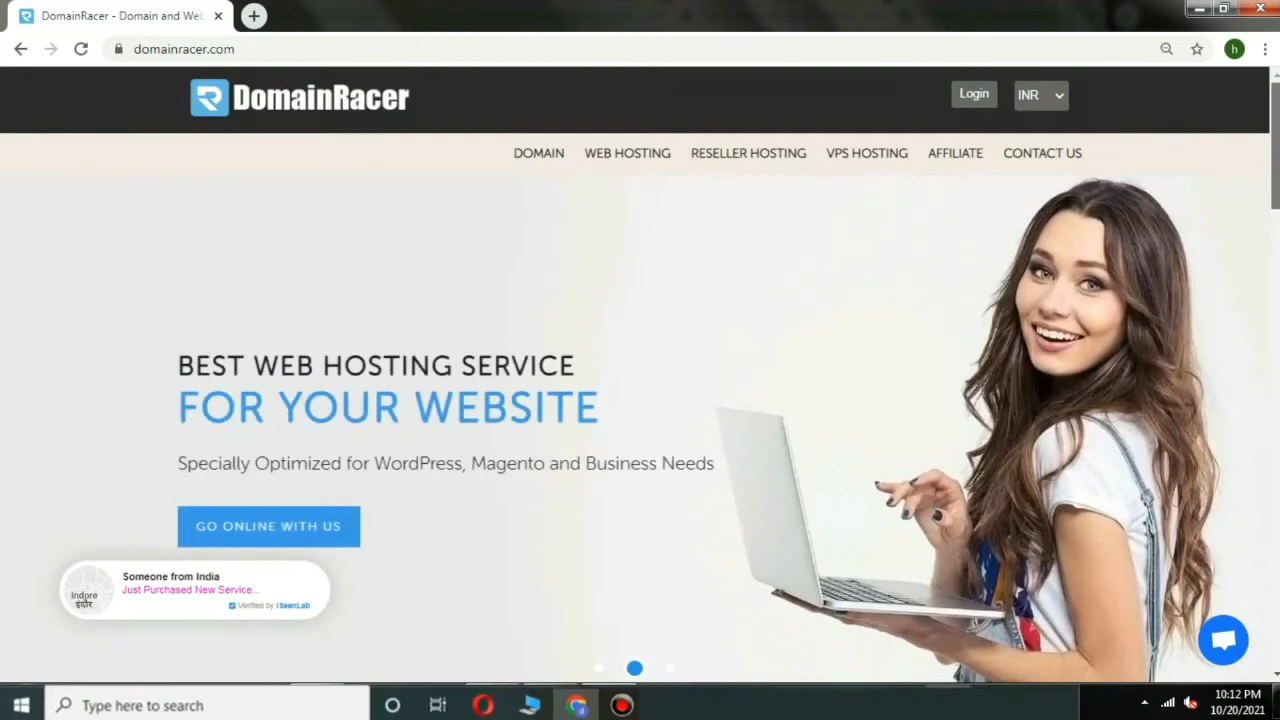 DomainRacer - Domain and Web
domainracer.com
h
DomainRacer
Login
INR
DOMAIN WEB HOSTING RESELLER HOSTING VPS HOSTING AFFILIATE CONTACT US
BEST WEB HOSTING SERVICE
FOR YOUR WEBSITE
Specially Optimized for WordPress, Magento and Business Needs
GO ONLINE WITH US
Indore
इंदौर
Someone from India
Just Purchased New Service...
Verified by iSeenLab
Type here to search
10:12 PM
10/20/2021